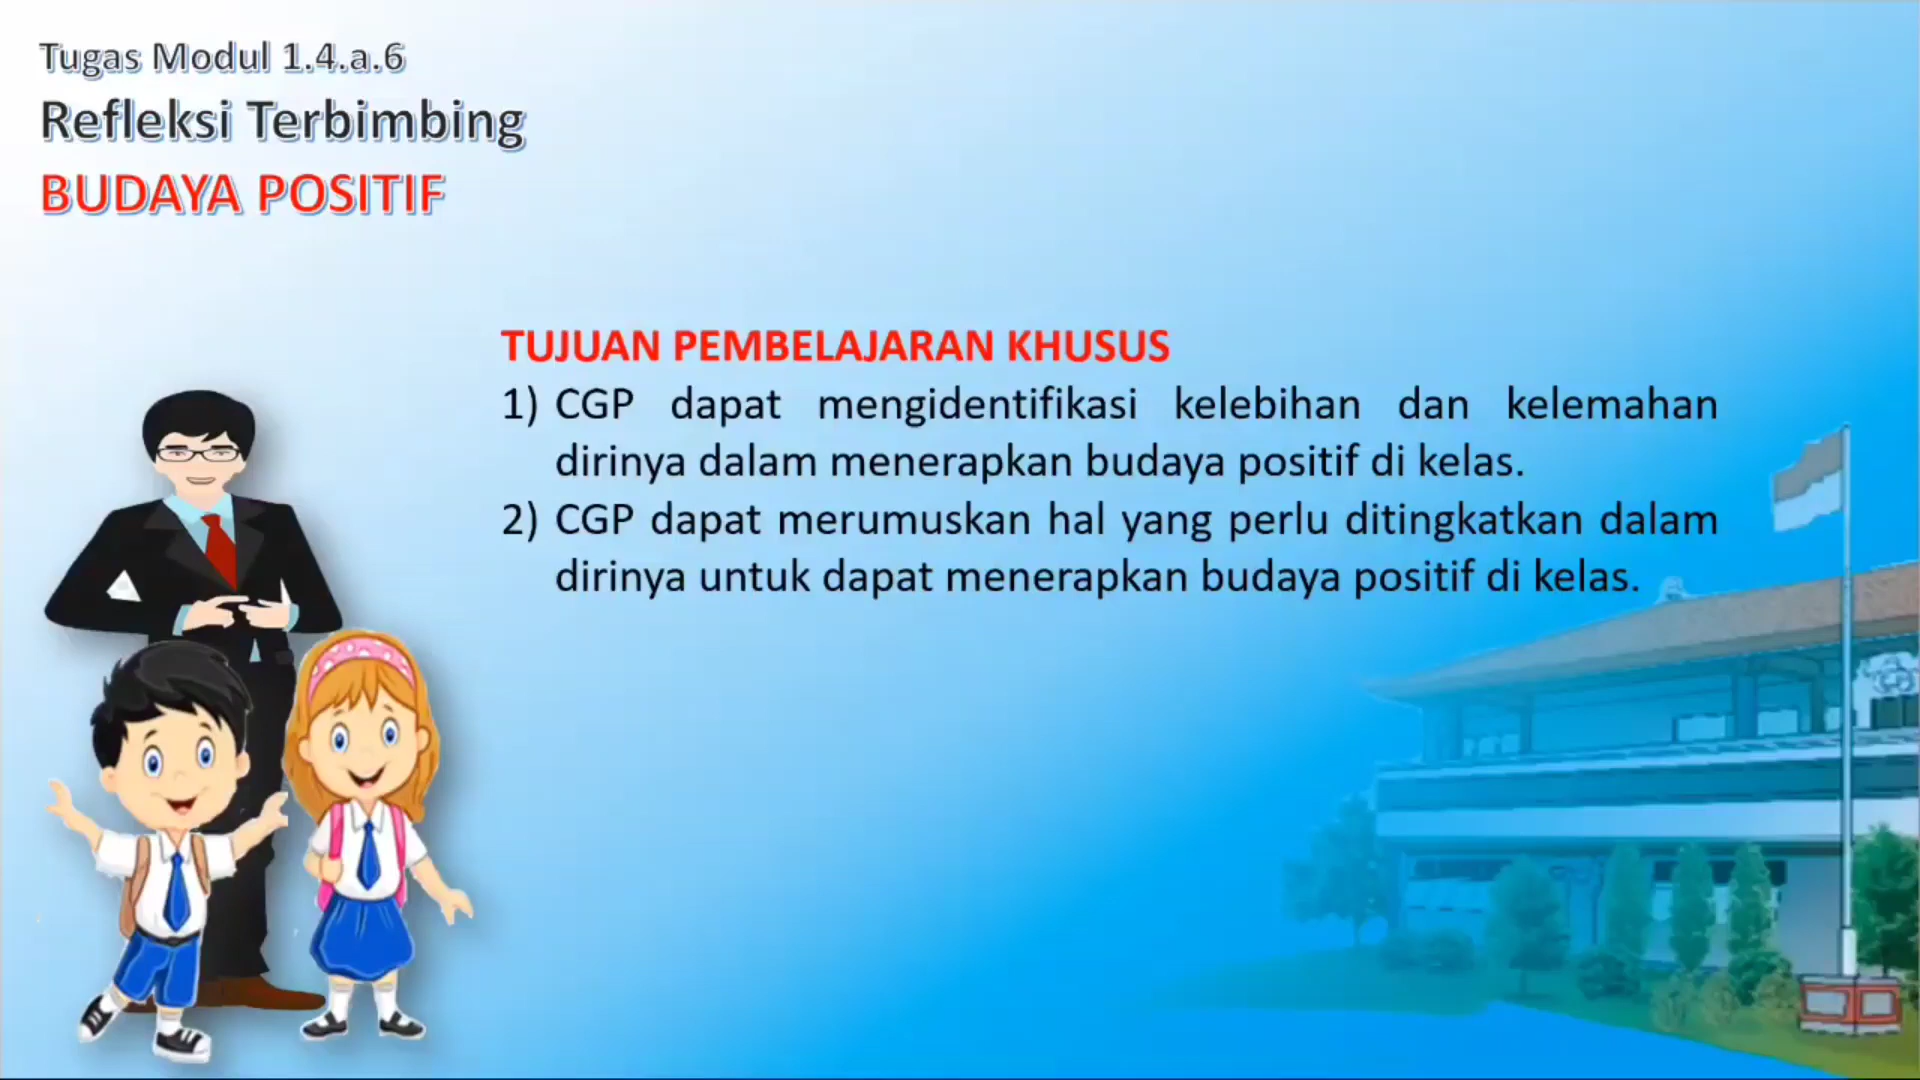 Tugas Modul 1.4.a.6
Refleksi Terbimbing
BUDAYA POSITIF
TUJUAN PEMBELAJARAN KHUSUS
1) CGP dapat mengidentifikasi kelebihan dan kelemahan
dirinya dalam menerapkan budaya positif di kelas.
2) CGP dapat merumuskan hal yang perlu ditingkatkan dalam
dirinya untuk dapat menerapkan budaya positif di kelas.